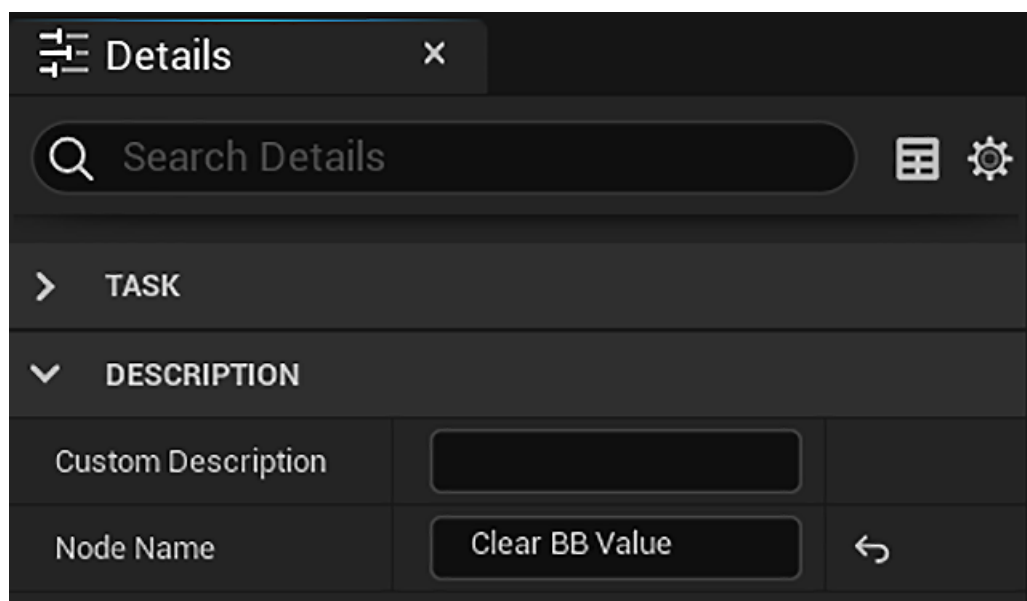 Details
Search Details
TASK
DESCRIPTION
Custom Description
Node Name Clear BB Value